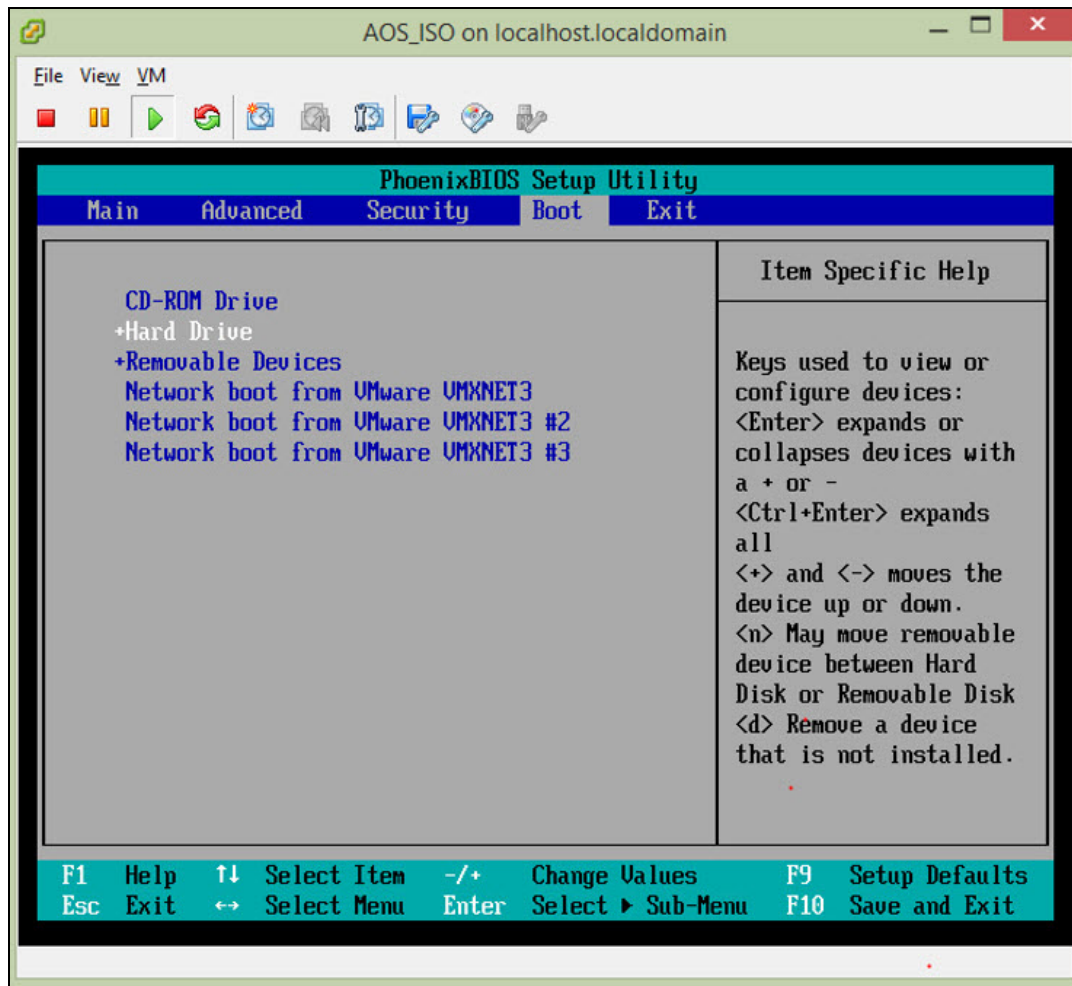 AOS_ISO on localhost.localdomain
File View VM
PhoenixBIOS Setup Utility
Main Advanced Security Boot Exit
CD-ROM Drive
+Hard Drive
+Removable Devices
Network boot from VMware VMXNET3
Network boot from VMware VMXNET3 #2
Network boot from VMware VMXNET3 #3
Item Specific Help
Keys used to view or
configure devices:
<Enter> expands or
collapses devices with
a + or -
<Ctrl+Enter> expands
all
<+> and <-> moves the
device up or down.
<n> May move removable
device between Hard
Disk or Removable Disk
<d> Remove a device
that is not installed.
F1 Help ↑↓ Select Item -/+ Change Values F9 Setup Defaults
Esc Exit ↔ Select Menu Enter Select ▶ Sub-Menu F10 Save and Exit